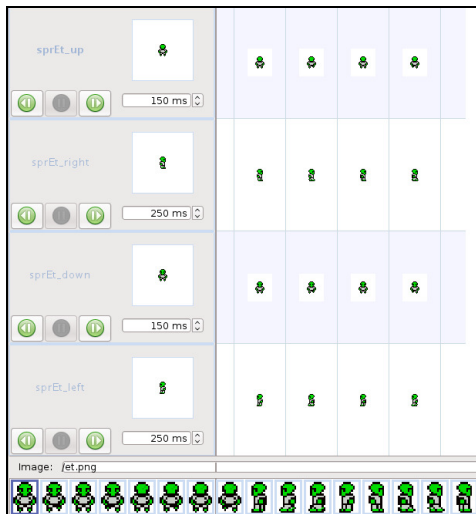 sprEt_up
150 ms
sprEt_right
250 ms
sprEt_down
150 ms
sprEt_left
250 ms
Image: /et.png